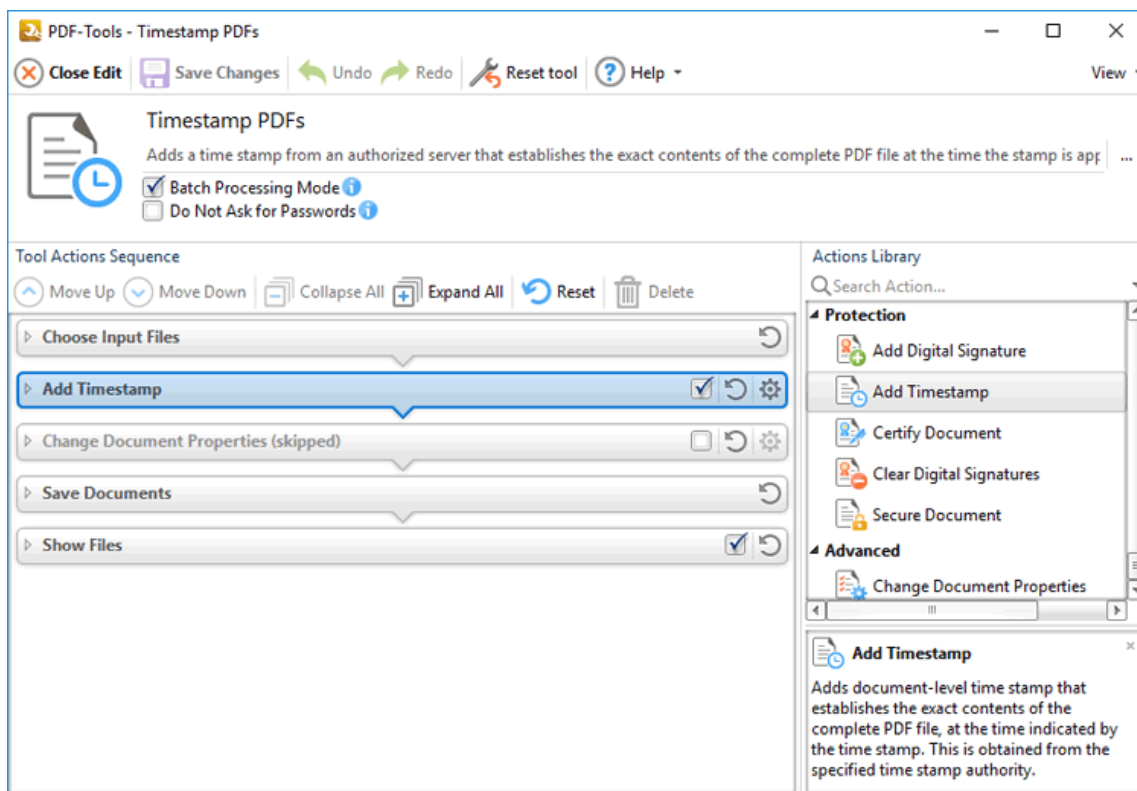 PDF-Tools - Timestamp PDFs
Close Edit Save Changes Undo Redo Reset tool Help View
Timestamp PDFs
Adds a time stamp from an authorized server that establishes the exact contents of the complete PDF file at the time the stamp is app ...
Batch Processing Mode
Do Not Ask for Passwords
Tool Actions Sequence
Move Up Move Down Collapse All Expand All Reset Delete
Choose Input Files
Add Timestamp
Change Document Properties (skipped)
Save Documents
Show Files
Actions Library
Search Action...
Protection
Add Digital Signature
Add Timestamp
Certify Document
Clear Digital Signatures
Secure Document
Advanced
Change Document Properties
Add Timestamp
Adds document-level time stamp that
establishes the exact contents of the
complete PDF file, at the time indicated by
the time stamp. This is obtained from the
specified time stamp authority.